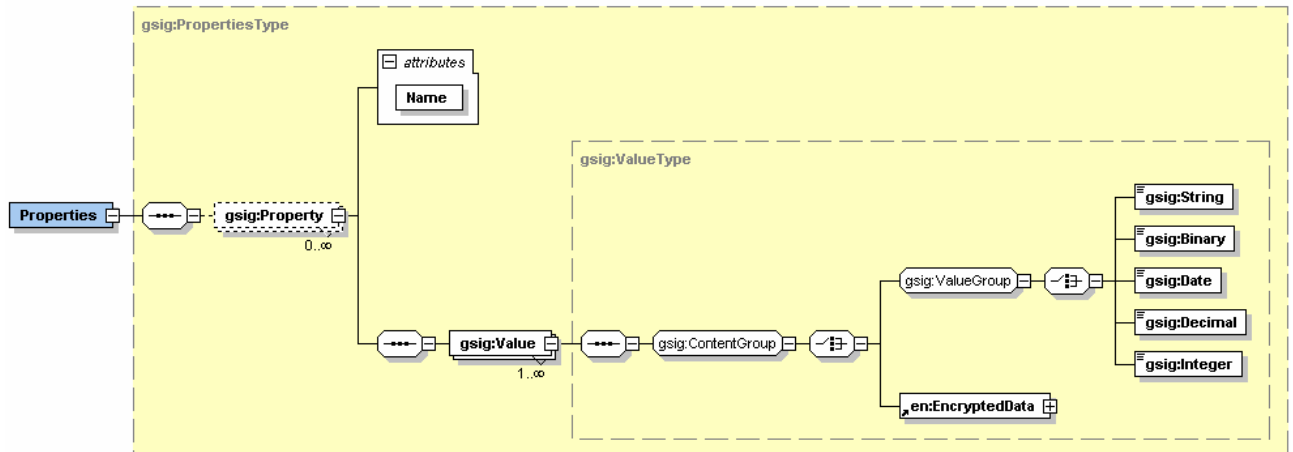 gsig:PropertiesType
attributes
Name
gsig:ValueType
Properties
gsig:Property
0..∞
gsig:String
gsig:Binary
gsig:ValueGroup
gsig:Date
gsig:Decimal
gsig:Value
1..∞
gsig:ContentGroup
gsig:Integer
en:EncryptedData